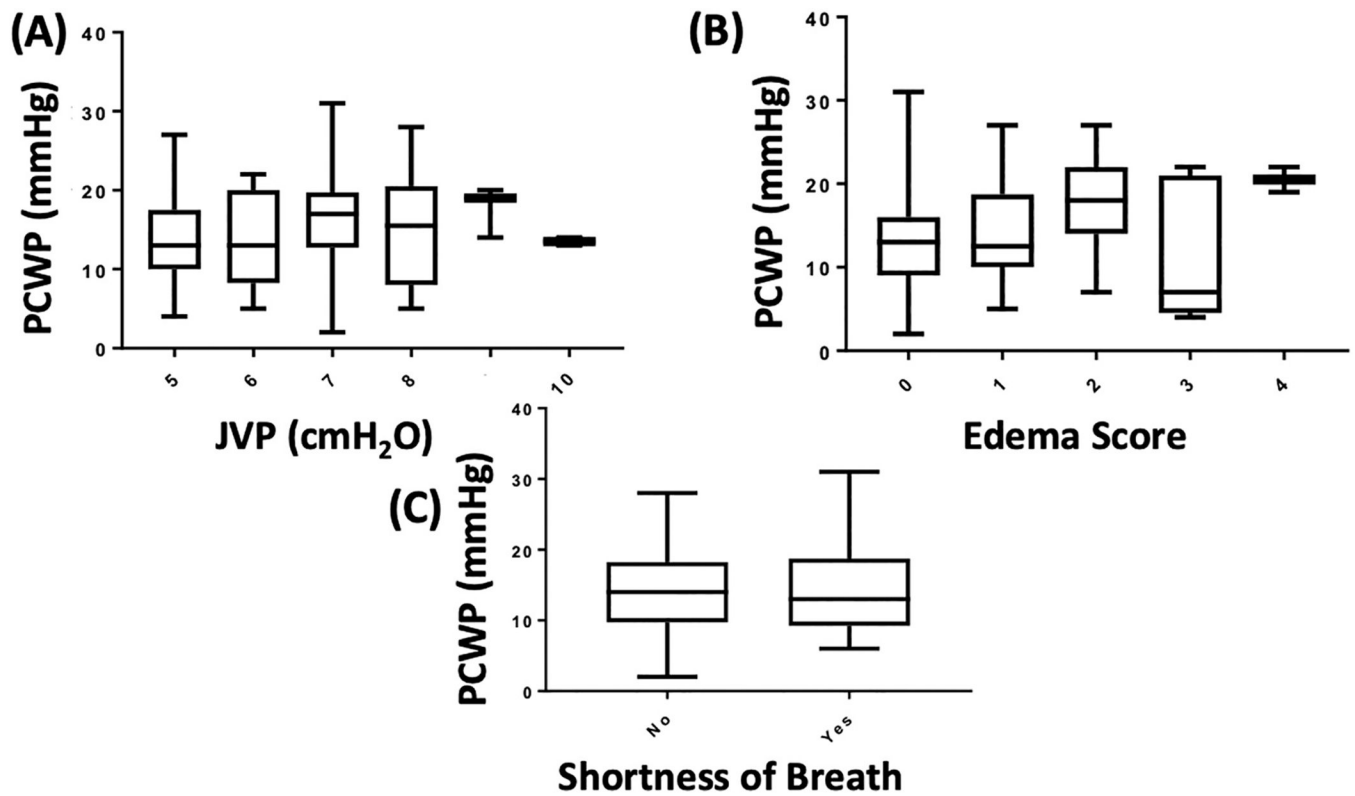 (A)
PCWP (mmHg)
40
30
20
10
0
5
6
7
8
10
JVP (cmH₂O)
(B)
PCWP (mmHg)
40
30
20
10
0
0
1
2
3
4
Edema Score
(C)
PCWP (mmHg)
40
30
20
10
0
No
Yes
Shortness of Breath